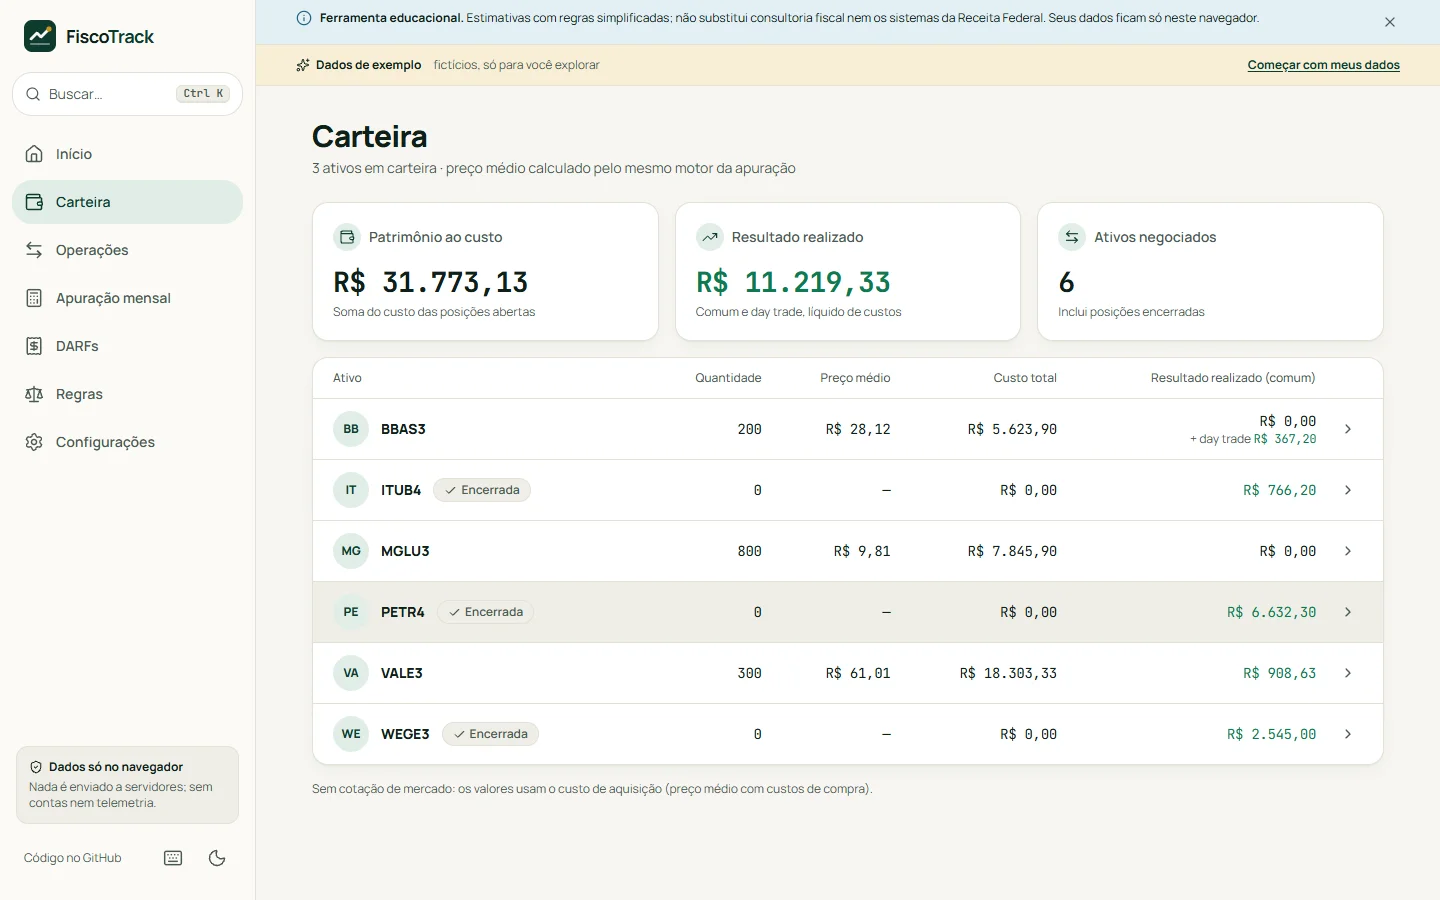 FiscoTrack
Buscar...
Ctrl K
Início
Carteira
Operações
Apuração mensal
DARFs
Regras
Configurações
Dados só no navegador
Nada é enviado a servidores; sem
contas nem telemetria.
Código no GitHub
Ferramenta educacional. Estimativas com regras simplificadas; não substitui consultoria fiscal nem os sistemas da Receita Federal. Seus dados ficam só neste navegador.
Dados de exemplo fictícios, só para você explorar
Começar com meus dados
Carteira
3 ativos em carteira · preço médio calculado pelo mesmo motor da apuração
Patrimônio ao custo
R$ 31.773,13
Soma do custo das posições abertas
Resultado realizado
R$ 11.219,33
Comum e day trade, líquido de custos
Ativos negociados
6
Inclui posições encerradas
Ativo Quantidade Preço médio Custo total Resultado realizado (comum)
BB BBAS3 200 R$ 28,12 R$ 5.623,90 R$ 0,00
+ day trade R$ 367,20
IT ITUB4 Encerrada 0 — R$ 0,00 R$ 766,20
MG MGLU3 800 R$ 9,81 R$ 7.845,90 R$ 0,00
PE PETR4 Encerrada 0 — R$ 0,00 R$ 6.632,30
VA VALE3 300 R$ 61,01 R$ 18.303,33 R$ 908,63
WE WEGE3 Encerrada 0 — R$ 0,00 R$ 2.545,00
Sem cotação de mercado: os valores usam o custo de aquisição (preço médio com custos de compra).